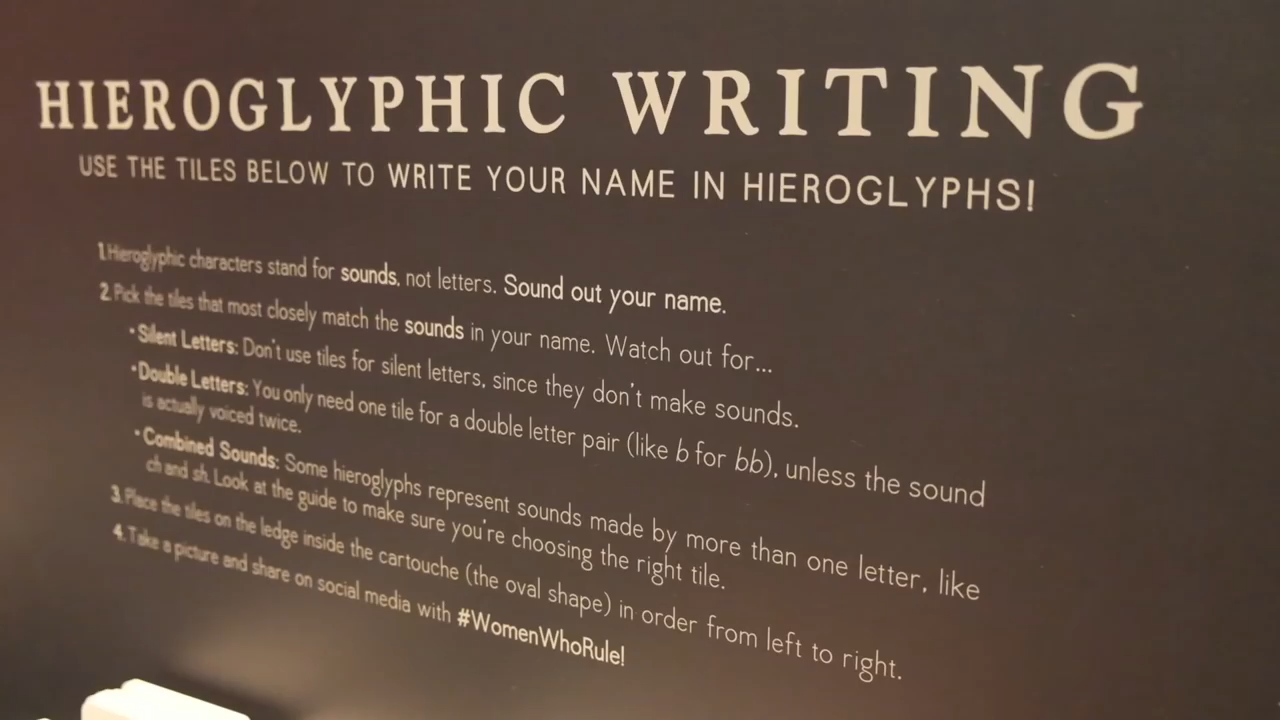 HIEROGLYPHIC WRITING
USE THE TILES BELOW TO WRITE YOUR NAME IN HIEROGLYPHS!
1. Hieroglyphic characters stand for sounds, not letters. Sound out your name.
2. Pick the tiles that most closely match the sounds in your name. Watch out for...
• Silent Letters: Don't use tiles for silent letters, since they don't make sounds.
• Double Letters: You only need one tile for a double letter pair (like b for bb), unless the sound
is actually voiced twice.
• Combined Sounds: Some hieroglyphs represent sounds made by more than one letter, like
ch and sh. Look at the guide to make sure you're choosing the right tile.
3. Place the tiles on the ledge inside the cartouche (the oval shape) in order from left to right.
4. Take a picture and share on social media with #WomenWhoRule!